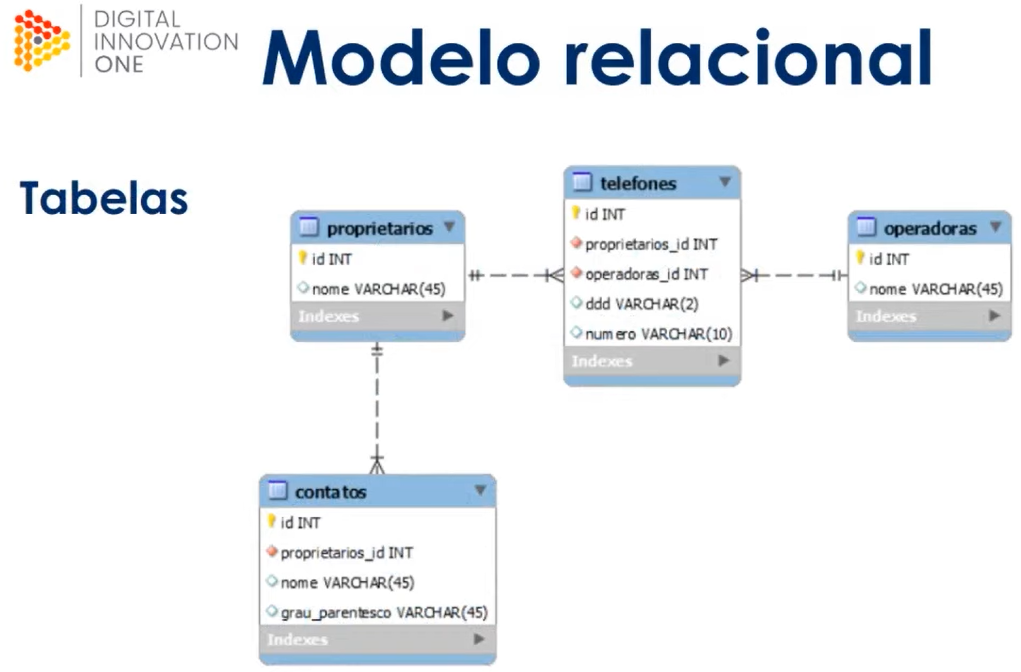 DIGITAL
INNOVATION
ONE
Modelo relacional
Tabelas
proprietarios
id INT
nome VARCHAR(45)
Indexes
telefones
id INT
proprietarios_id INT
operadoras_id INT
ddd VARCHAR(2)
numero VARCHAR(10)
Indexes
operadoras
id INT
nome VARCHAR(45)
Indexes
contatos
id INT
proprietarios_id INT
nome VARCHAR(45)
grau_parentesco VARCHAR(45)
Indexes